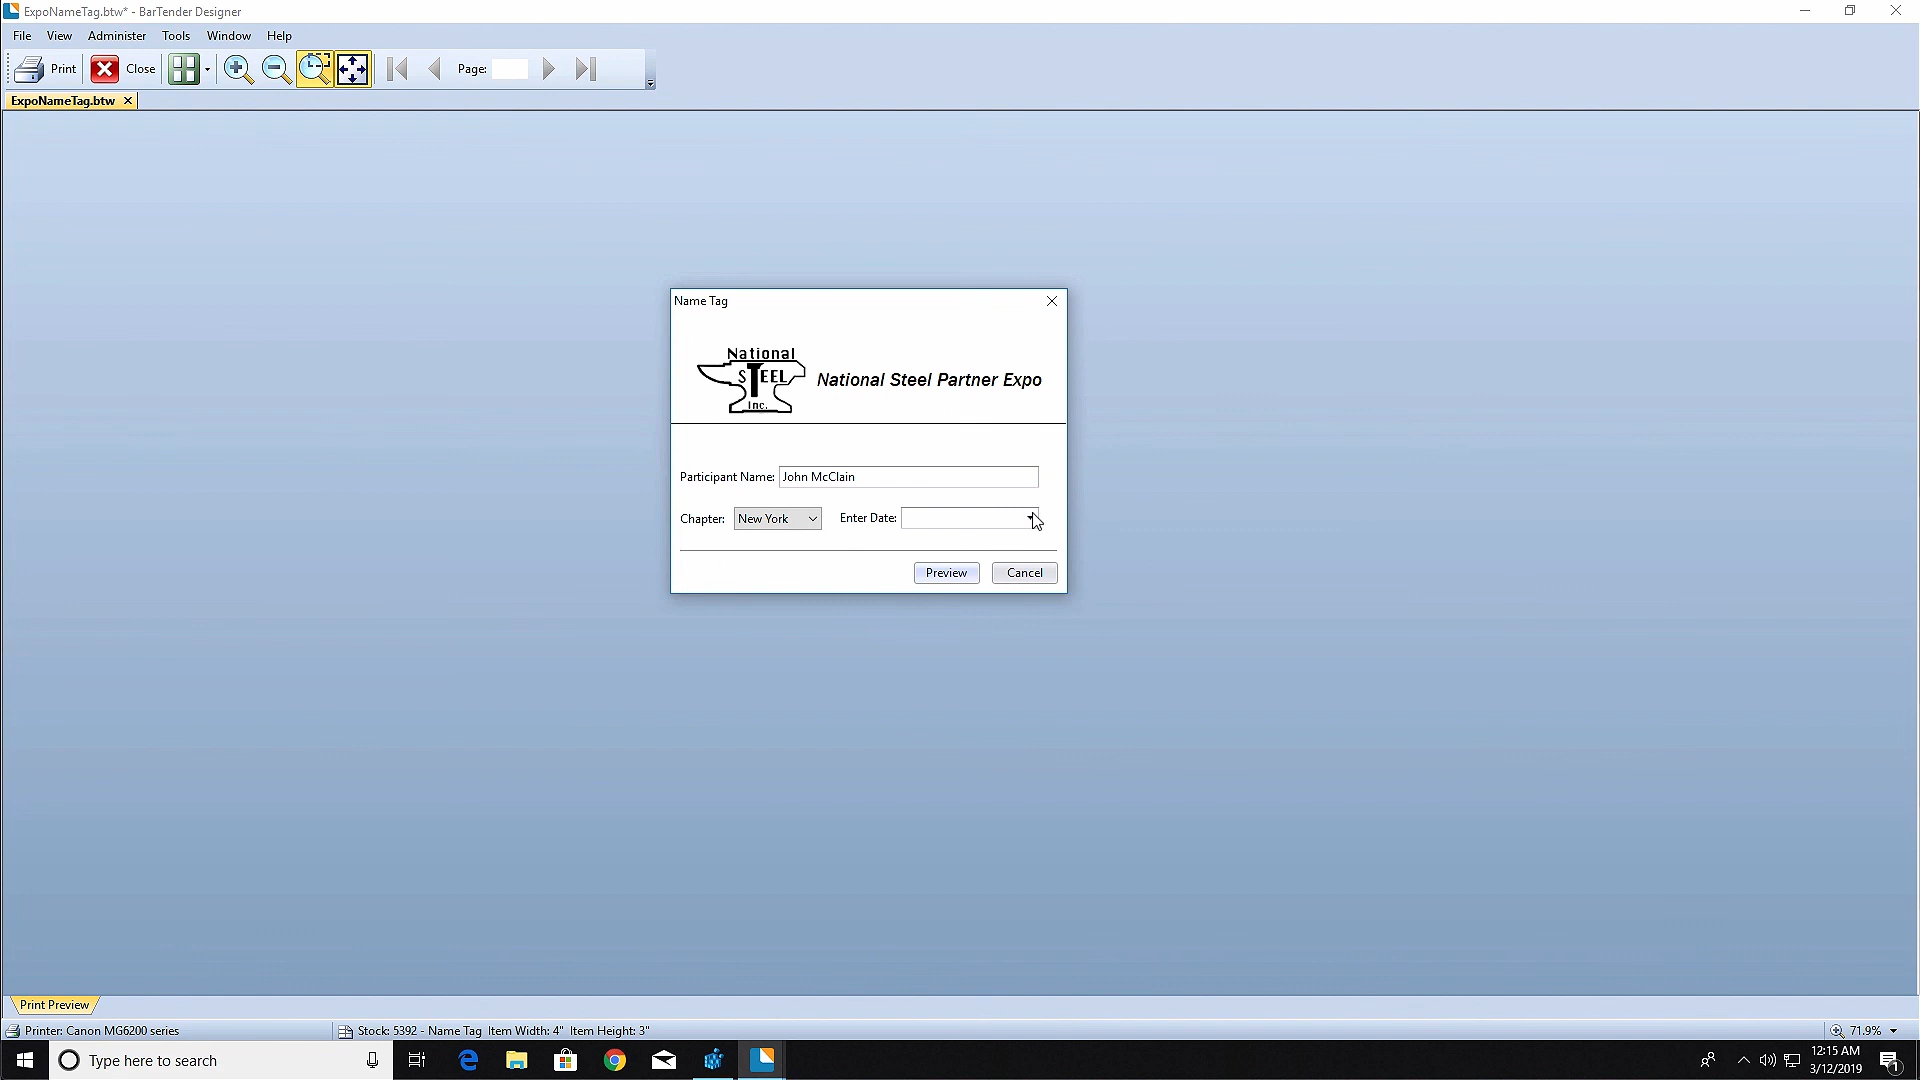 ExpoNameTag.btw* - BarTender Designer
File View Administer Tools Window Help
Print Close Page:
ExpoNameTag.btw
Name Tag
National
STEEL
Inc.
National Steel Partner Expo
Participant Name: John McClain
Chapter: New York Enter Date:
Preview Cancel
Print Preview
Printer: Canon MG6200 series Stock: 5392 - Name Tag Item Width: 4" Item Height: 3" 71.9%
Type here to search 12:15 AM
3/12/2019
1